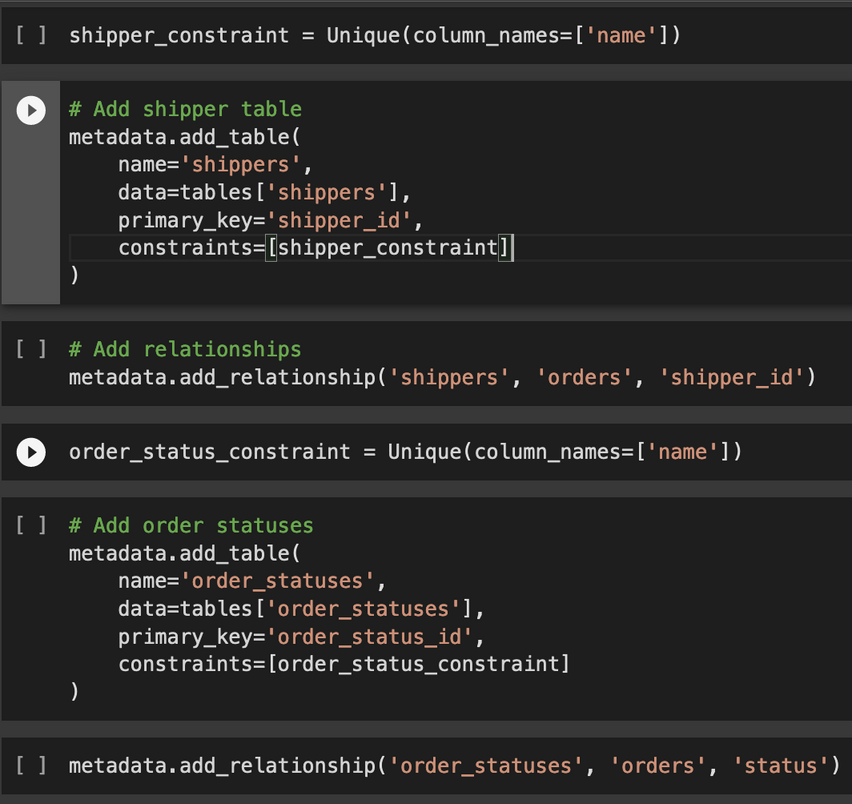 [ ] shipper_constraint = Unique(column_names=['name'])
# Add shipper table
metadata.add_table(
    name='shippers',
    data=tables['shippers'],
    primary_key='shipper_id',
    constraints=[shipper_constraint]
)
[ ] # Add relationships
metadata.add_relationship('shippers', 'orders', 'shipper_id')
order_status_constraint = Unique(column_names=['name'])
[ ] # Add order statuses
metadata.add_table(
    name='order_statuses',
    data=tables['order_statuses'],
    primary_key='order_status_id',
    constraints=[order_status_constraint]
)
[ ] metadata.add_relationship('order_statuses', 'orders', 'status')